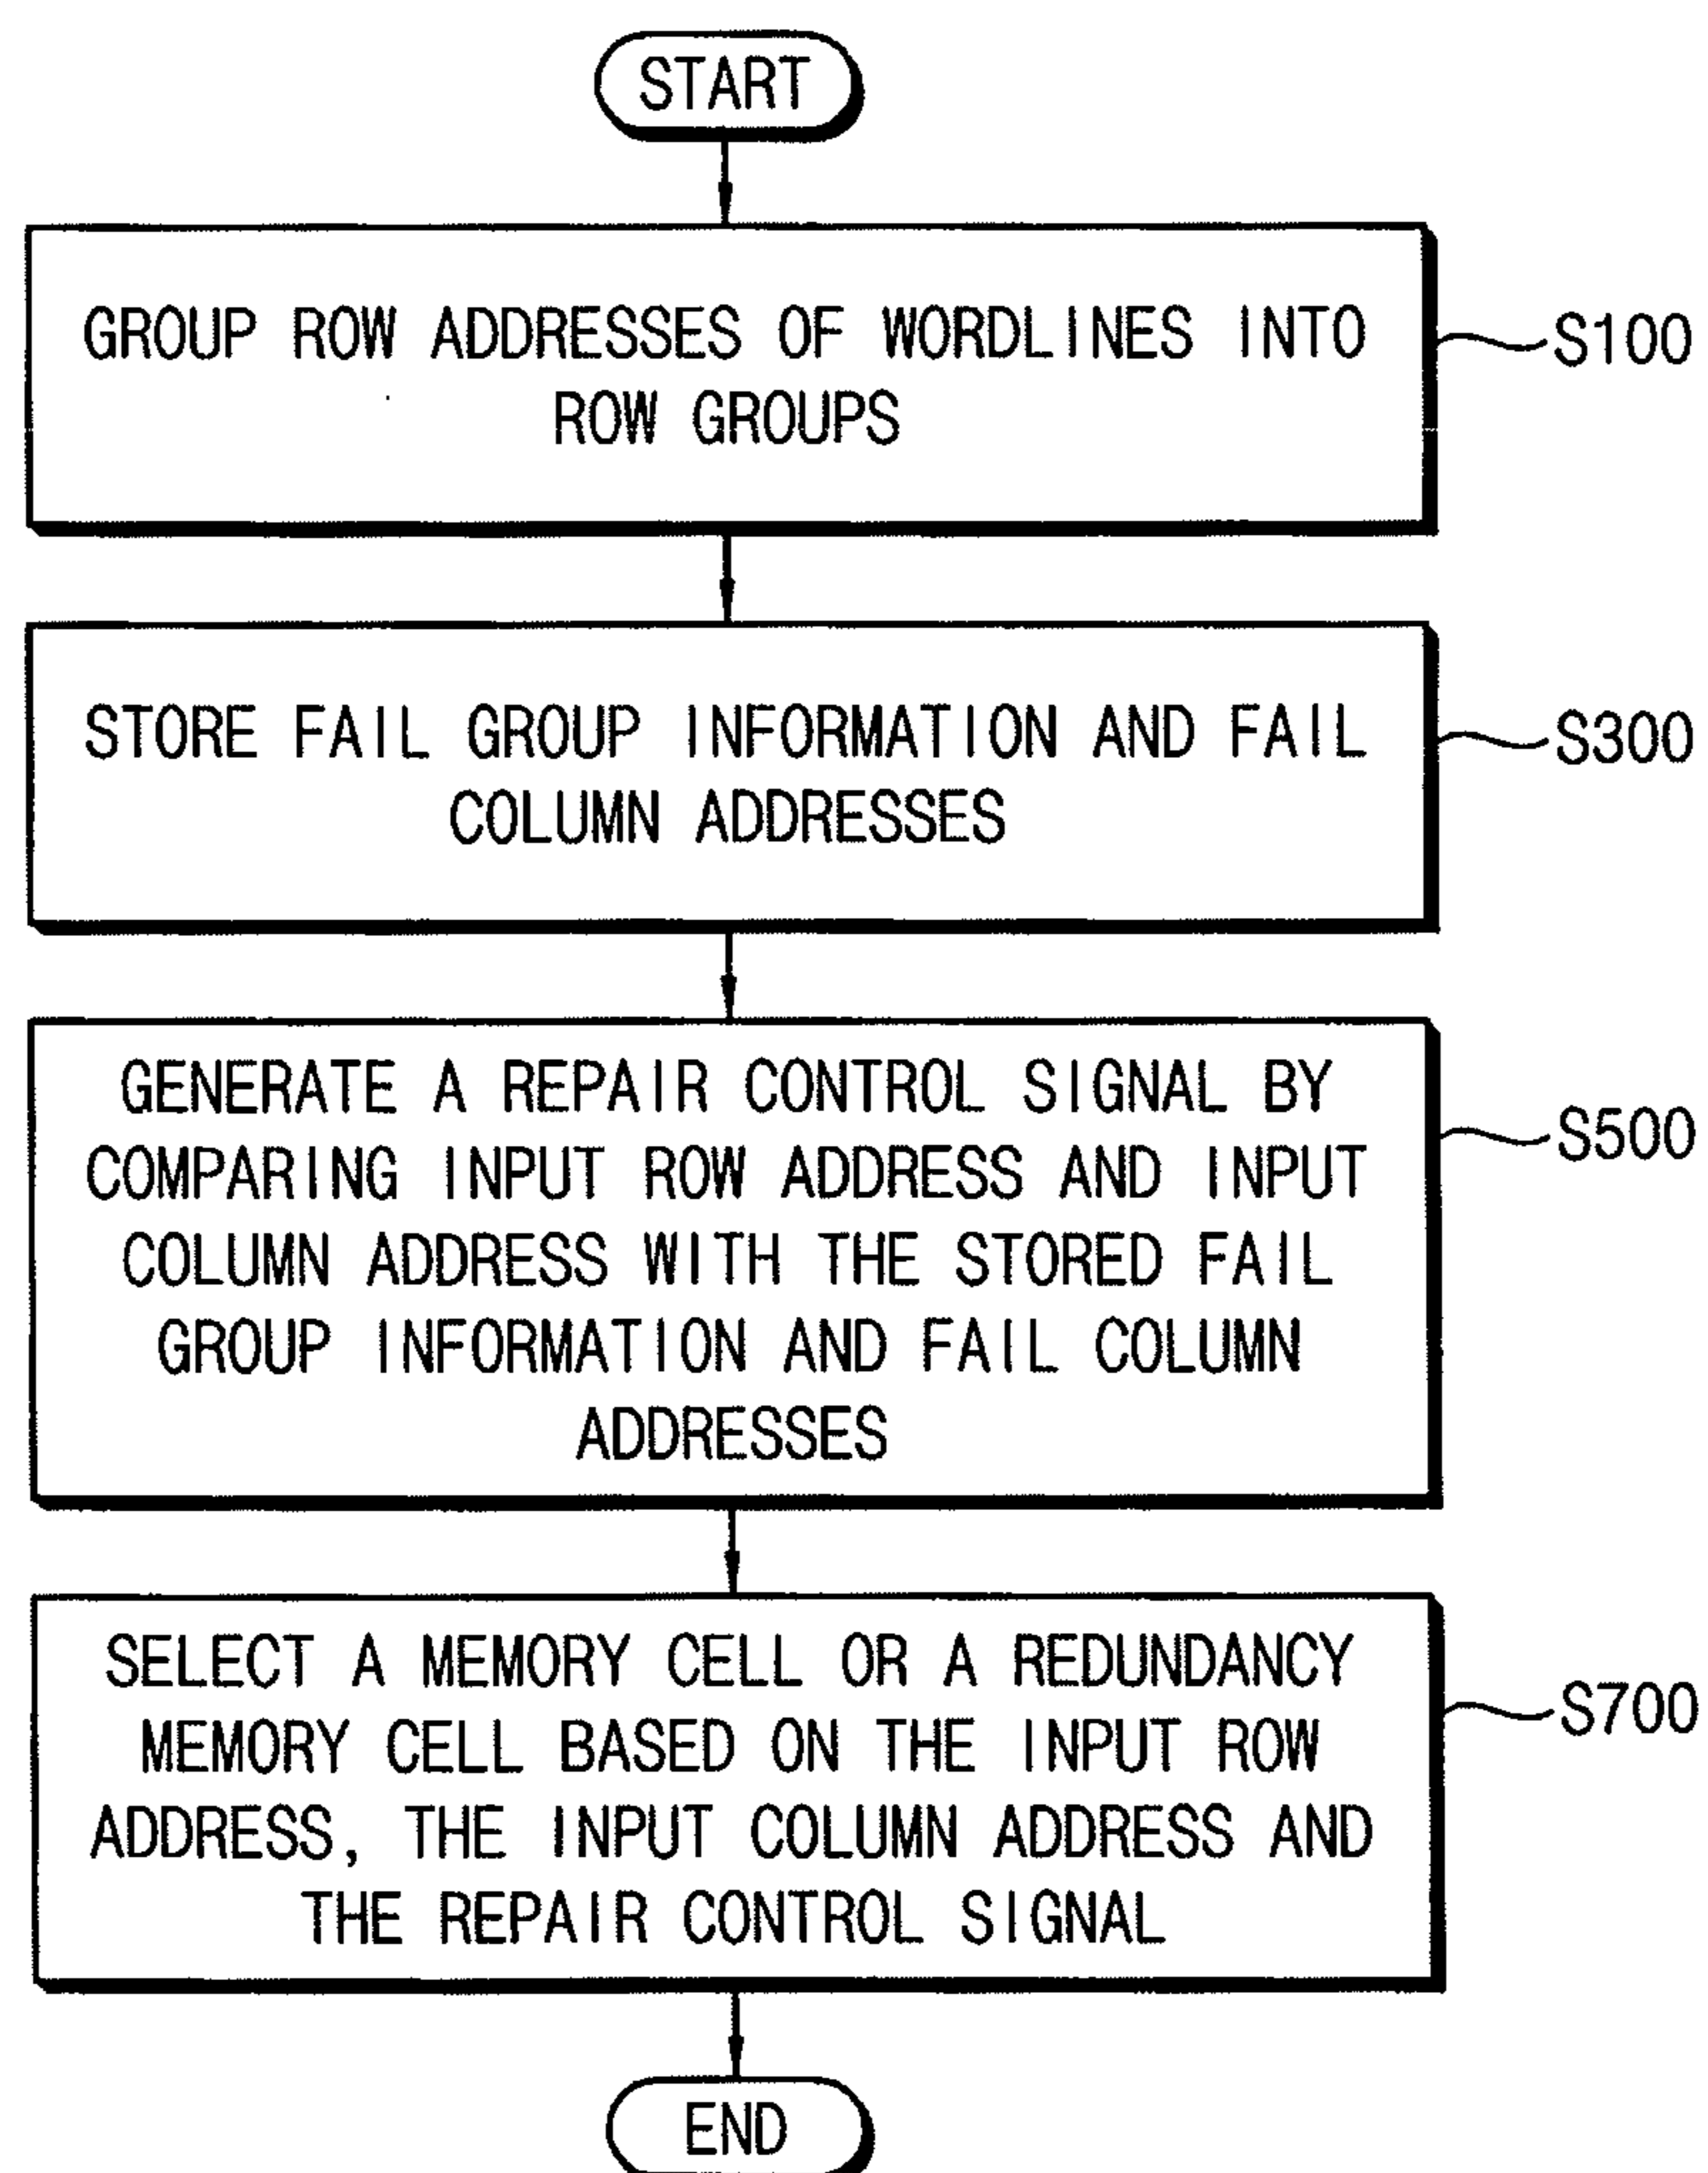 START
GROUP ROW ADDRESSES OF WORDLINES INTO
ROW GROUPS
S100
STORE FAIL GROUP INFORMATION AND FAIL
COLUMN ADDRESSES
S300
GENERATE A REPAIR CONTROL SIGNAL BY
COMPARING INPUT ROW ADDRESS AND INPUT
COLUMN ADDRESS WITH THE STORED FAIL
GROUP INFORMATION AND FAIL COLUMN
ADDRESSES
S500
SELECT A MEMORY CELL OR A REDUNDANCY
MEMORY CELL BASED ON THE INPUT ROW
ADDRESS, THE INPUT COLUMN ADDRESS AND
THE REPAIR CONTROL SIGNAL
S700
END